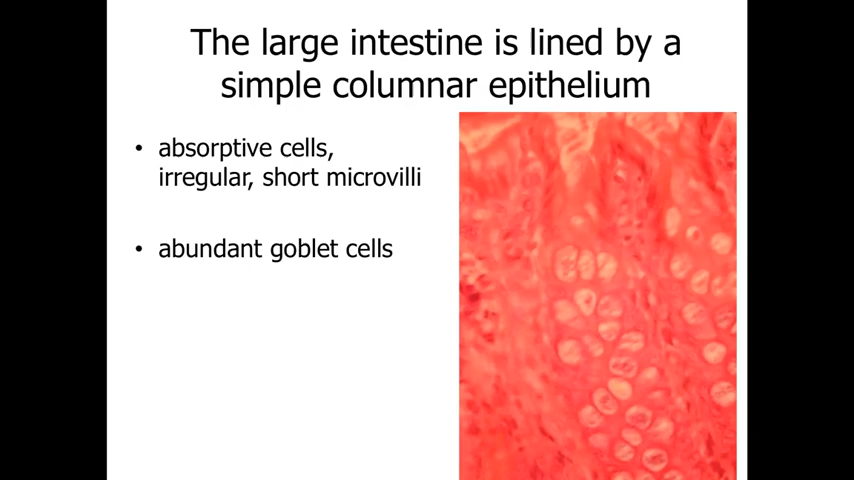 The large intestine is lined by a
simple columnar epithelium
• absorptive cells,
irregular, short microvilli
• abundant goblet cells